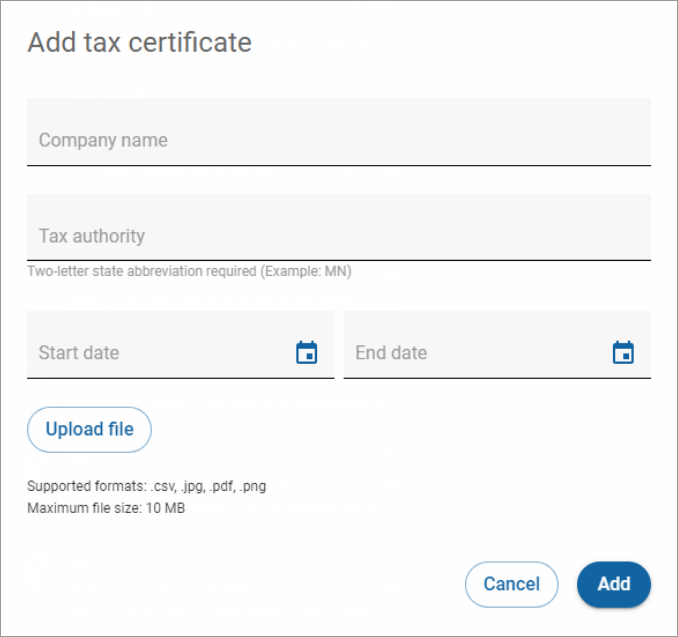 Add tax certificate
Company name
Tax authority
Two-letter state abbreviation required (Example: MN)
Start date
End date
Upload file
Supported formats: .csv, .jpg, .pdf, .png
Maximum file size: 10 MB
Cancel
Add